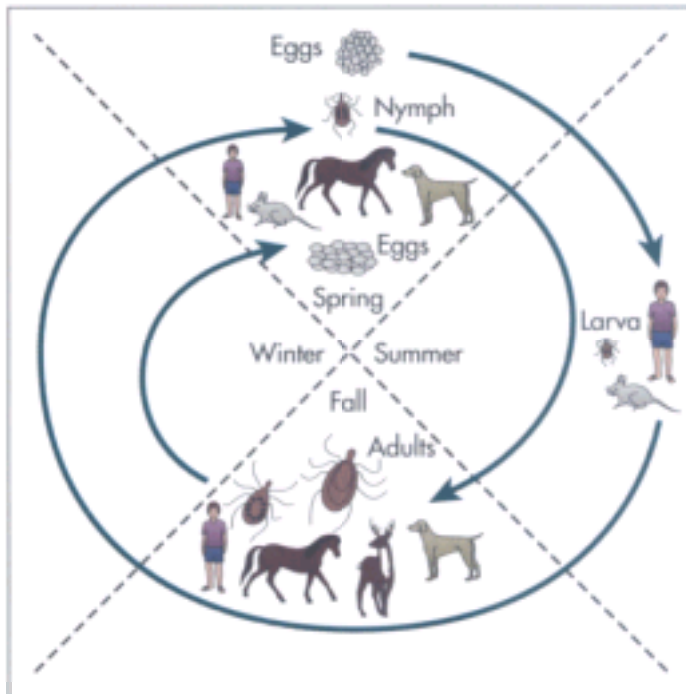 Eggs
Nymph
Eggs
Spring
Larva
Winter
Summer
Fall
Adults